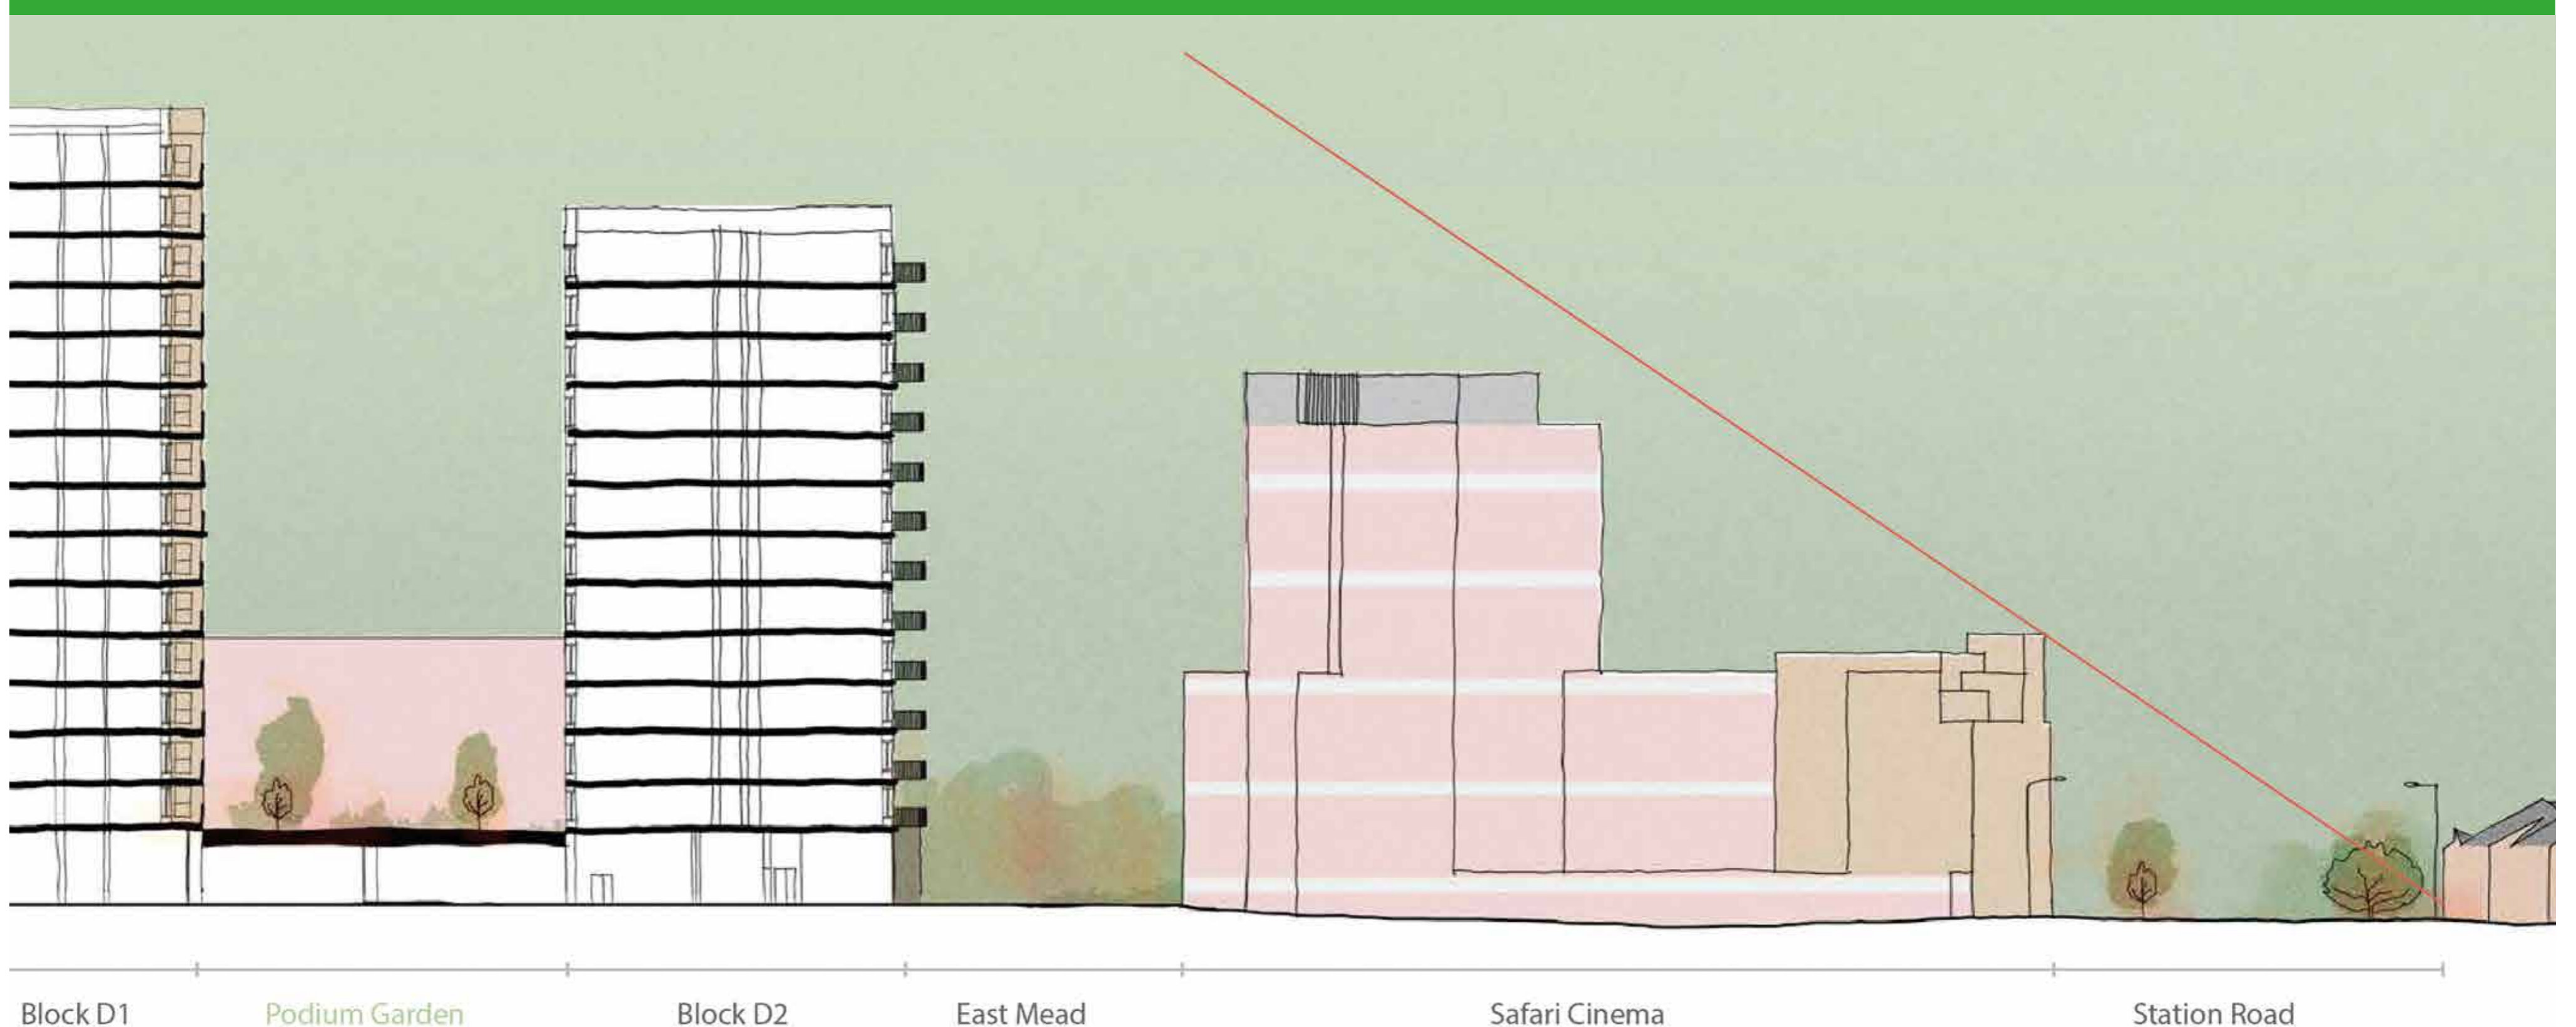 Block D1
Podium Garden
Block D2
East Mead
Safari Cinema
Station Road